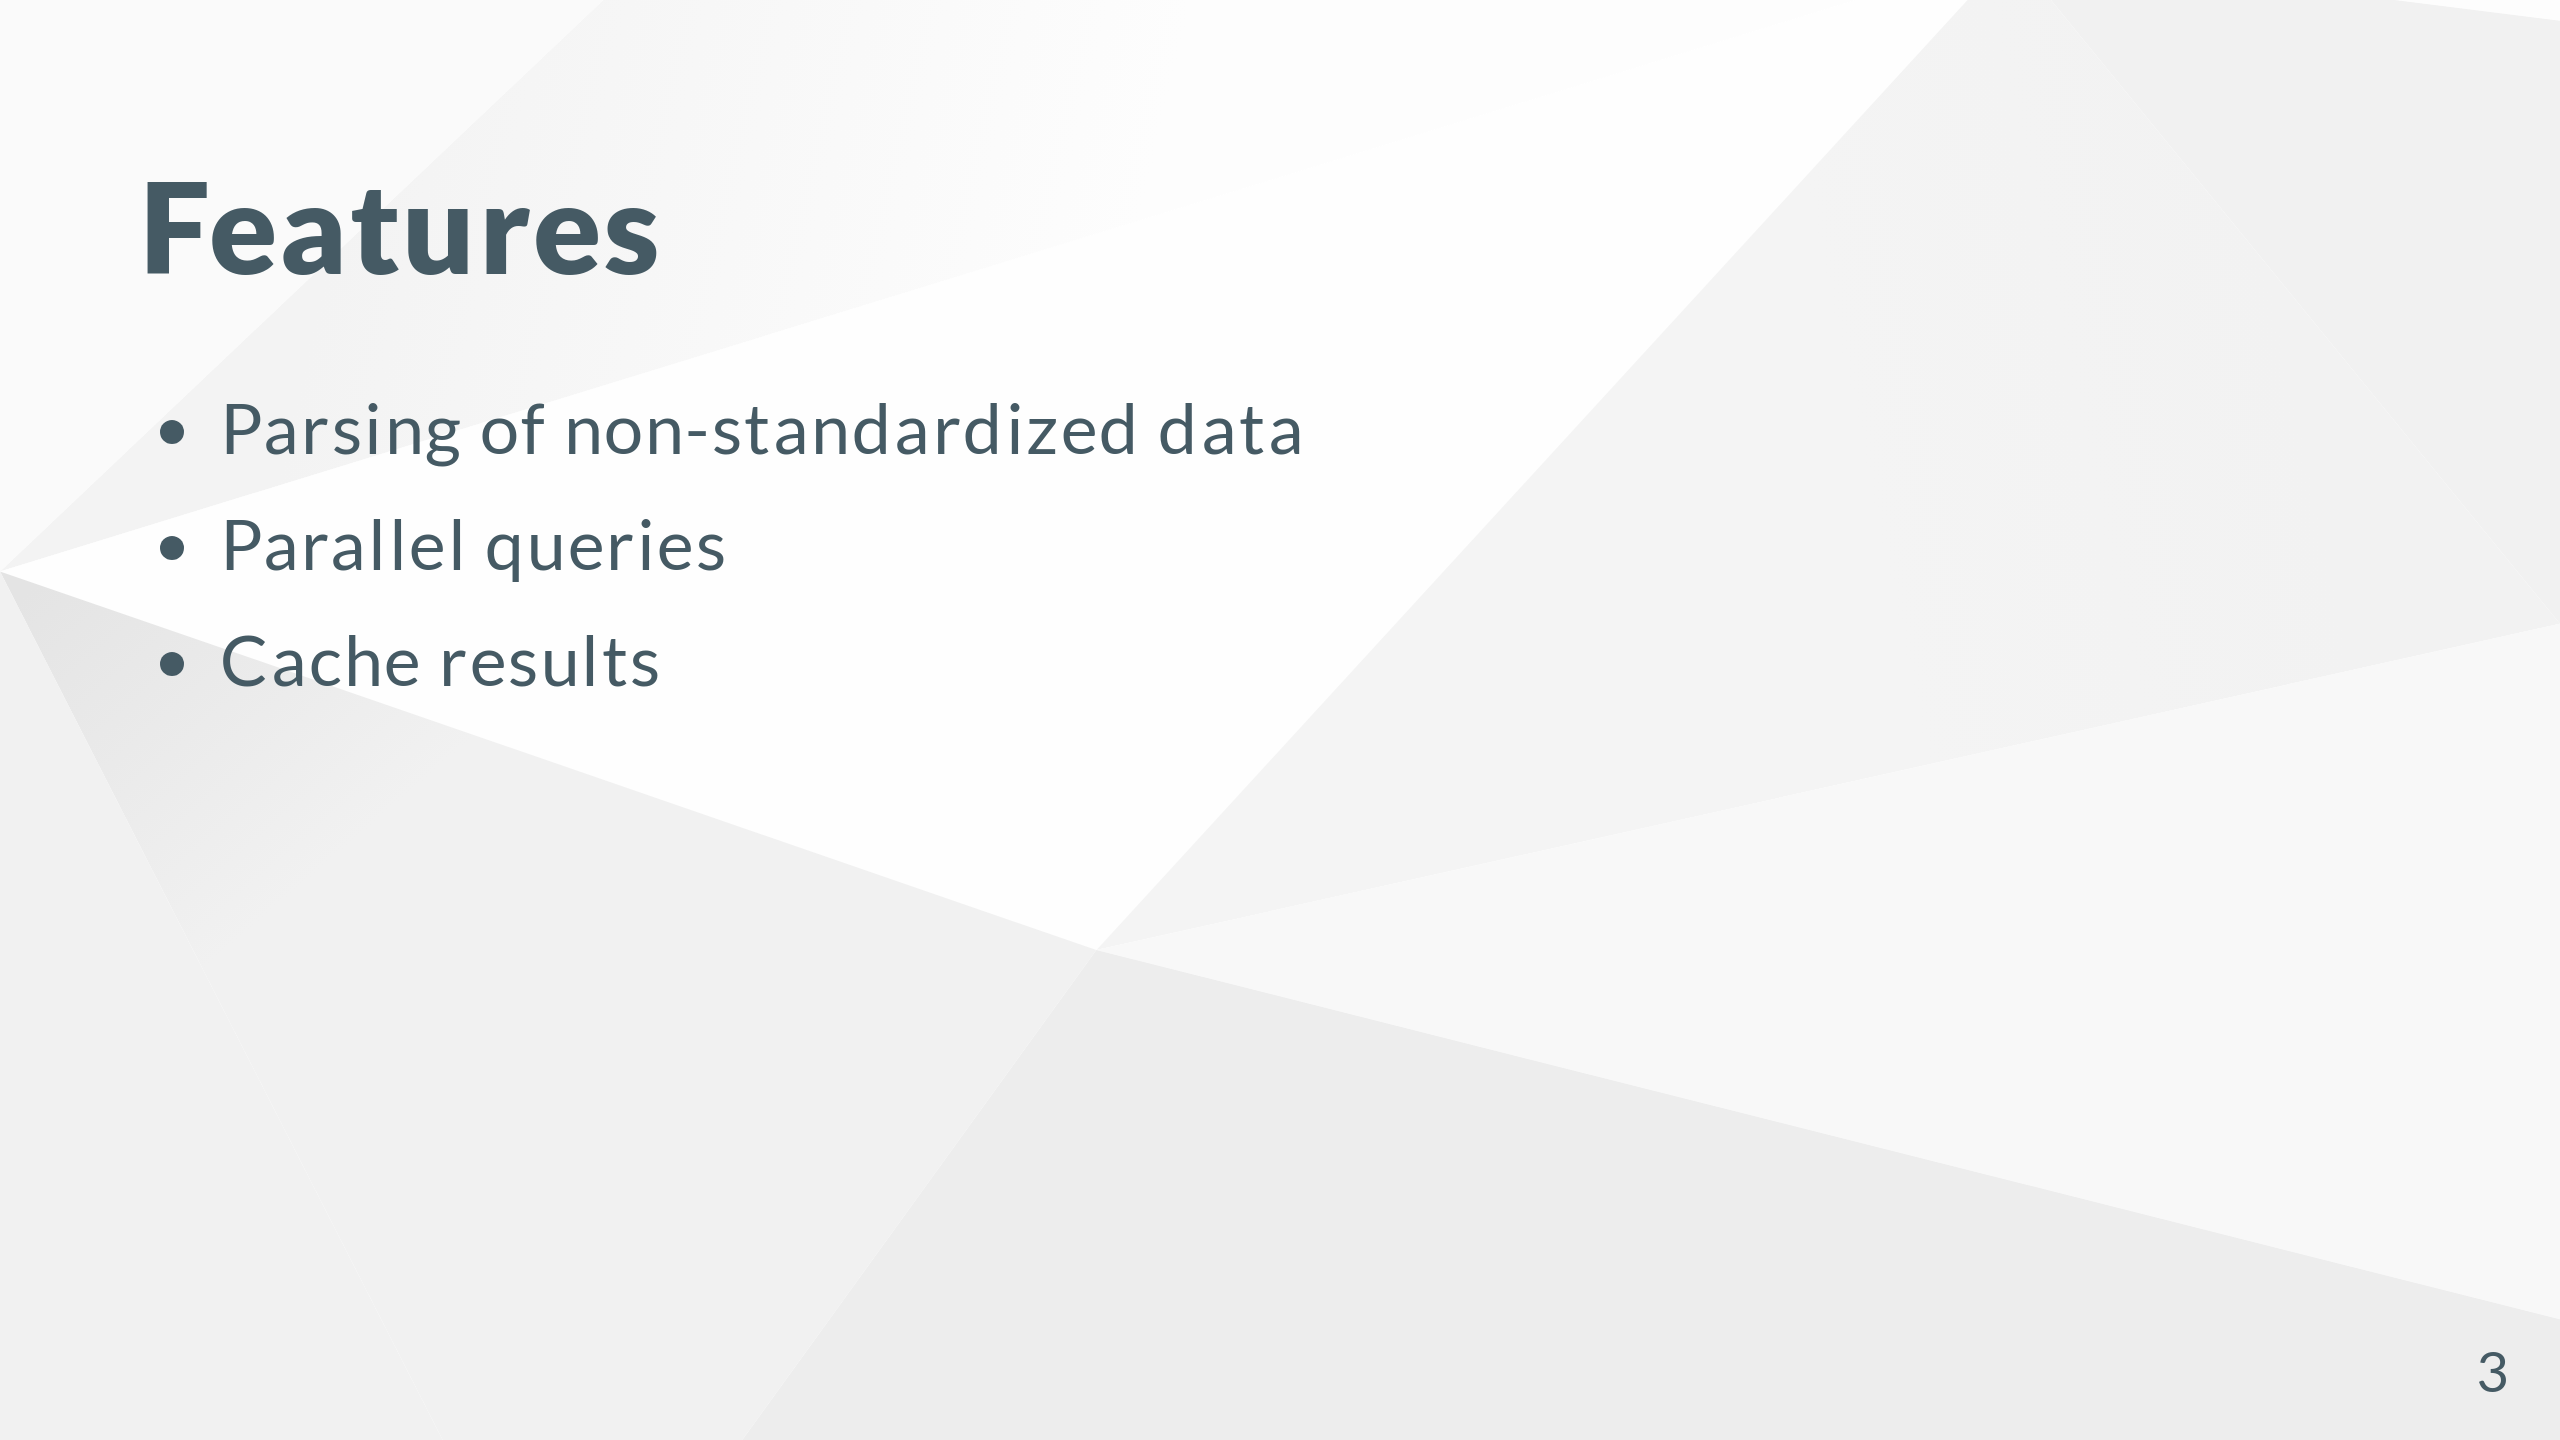 Features
• Parsing of non-standardized data
• Parallel queries
• Cache results
3